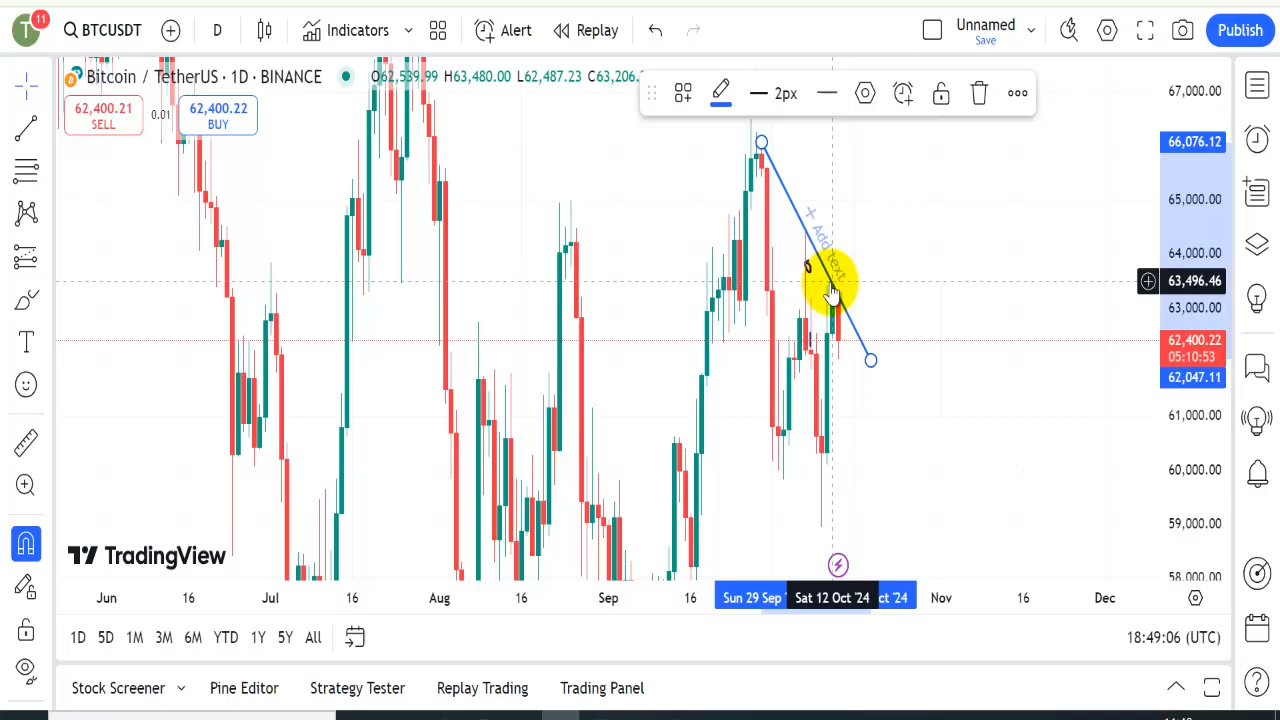 T
11
BTCUSDT
D
Indicators
Alert
Replay
Unnamed
Save
Publish
Bitcoin / TetherUS · 1D · BINANCE
O62,539.99 H63,480.00 L62,487.23 C63,206.
62,400.21
SELL
0.01
62,400.22
BUY
2px
+ Add text
67,000.00
66,076.12
65,000.00
64,000.00
63,496.46
63,000.00
62,400.22
05:10:53
62,047.11
61,000.00
60,000.00
59,000.00
58,000.00
TradingView
Jun
16
Jul
16
Aug
16
Sep
16
Sun 29 Sep '
Sat 12 Oct '24
ct '24
Nov
16
Dec
1D
5D
1M
3M
6M
YTD
1Y
5Y
All
18:49:06 (UTC)
Stock Screener
Pine Editor
Strategy Tester
Replay Trading
Trading Panel